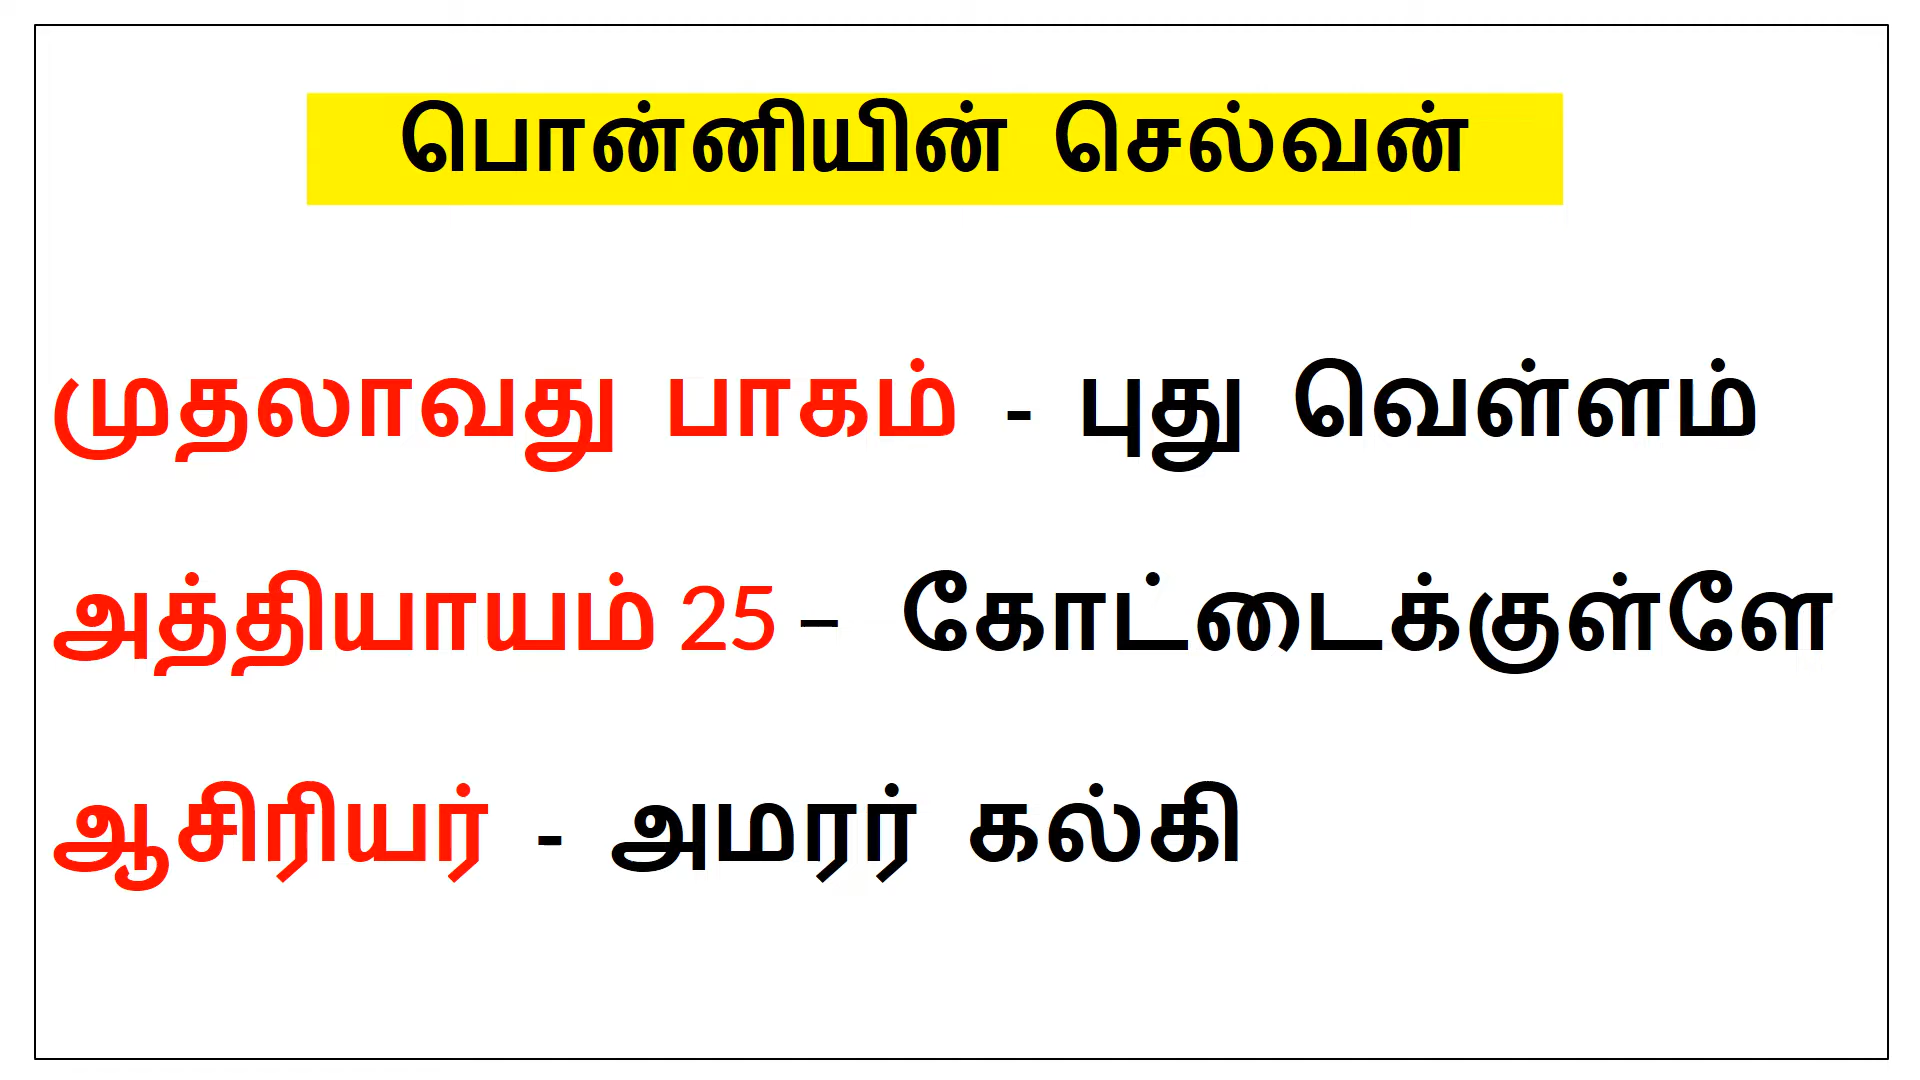 பொன்னியின் செல்வன்
முதலாவது பாகம் - புது வெள்ளம்
அத்தியாயம் 25 – கோட்டைக்குள்ளே
ஆசிரியர் - அமரர் கல்கி